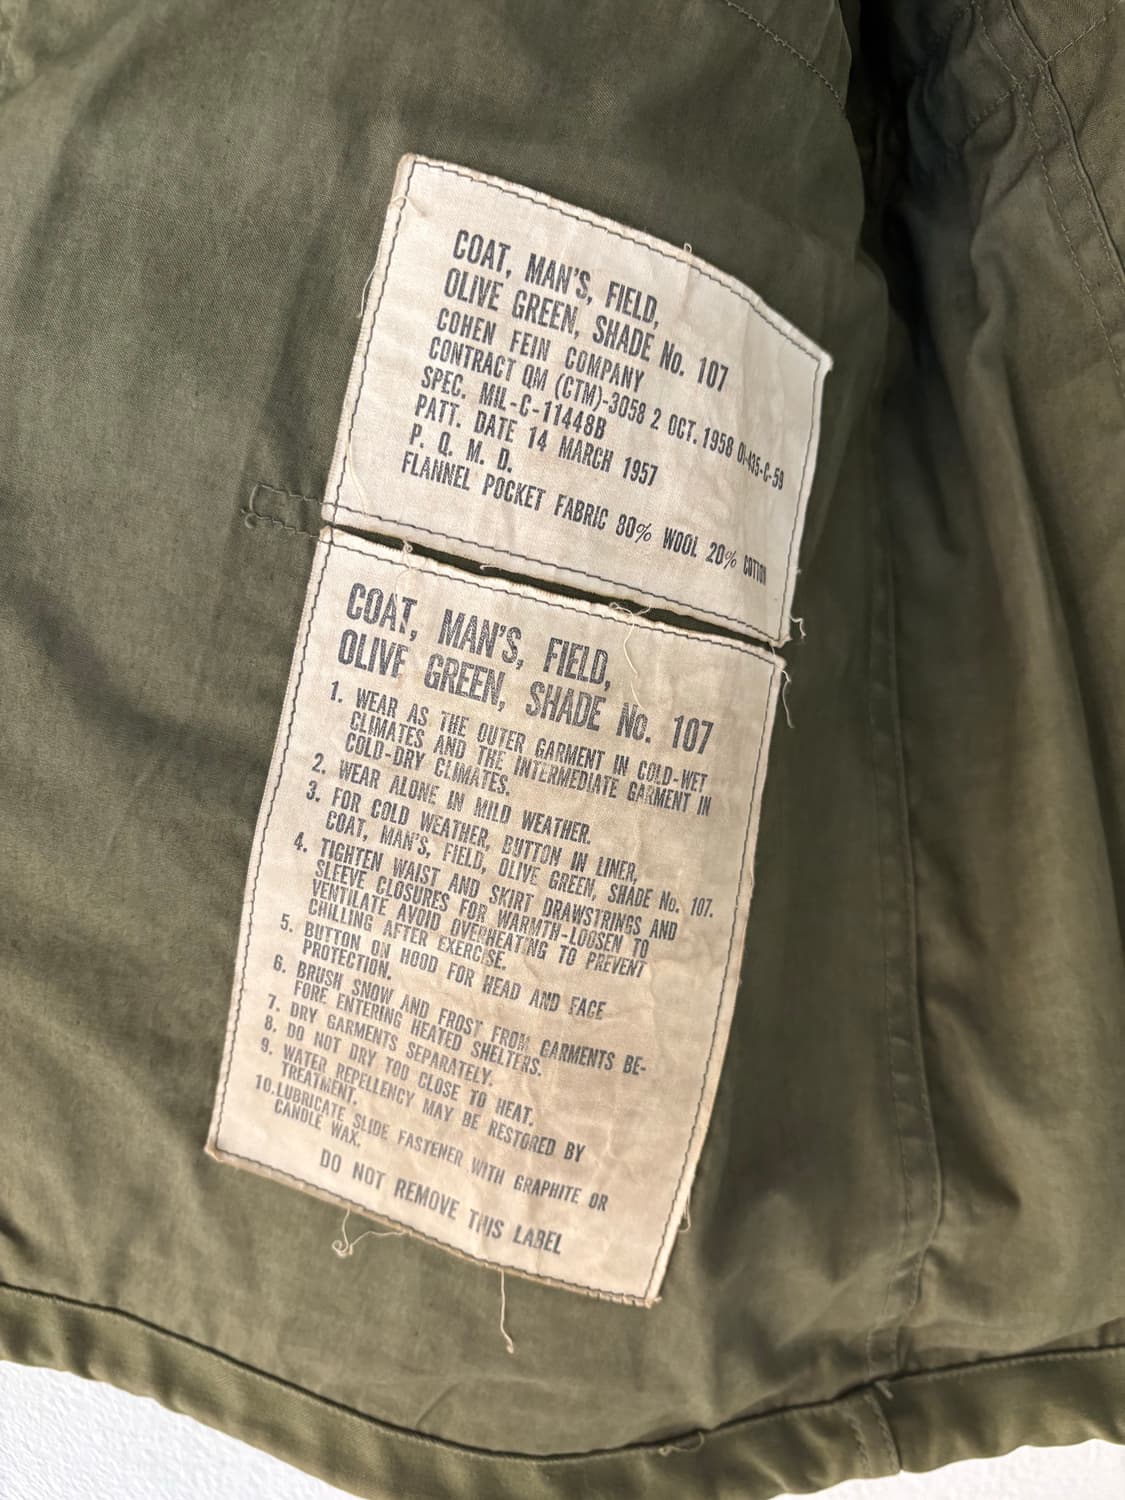 COAT, MAN'S, FIELD,
OLIVE GREEN, SHADE No. 107
COHEN FEIN COMPANY
CONTRACT QM (CTM)-3058 2 OCT. 1958 OI-435-C-59
SPEC. MIL-C-11448B
PATT. DATE 14 MARCH 1957
P. Q. M. D.
FLANNEL POCKET FABRIC 80% WOOL 20% COTTON
COAT, MAN'S, FIELD,
OLIVE GREEN, SHADE No. 107
1. WEAR AS THE OUTER GARMENT IN COLD-WET
CLIMATES AND THE INTERMEDIATE GARMENT IN
COLD-DRY CLIMATES.
2. WEAR ALONE IN MILD WEATHER.
3. FOR COLD WEATHER, BUTTON IN LINER,
COAT, MAN'S, FIELD, OLIVE GREEN, SHADE No. 107.
4. TIGHTEN WAIST AND SKIRT DRAWSTRINGS AND
SLEEVE CLOSURES FOR WARMTH-LOOSEN TO
VENTILATE AVOID OVERHEATING TO PREVENT
CHILLING AFTER EXERCISE.
5. BUTTON ON HOOD FOR HEAD AND FACE
PROTECTION.
6. BRUSH SNOW AND FROST FROM GARMENTS BE-
FORE ENTERING HEATED SHELTERS.
7. DRY GARMENTS SEPARATELY.
8. DO NOT DRY TOO CLOSE TO HEAT.
9. WATER REPELLENCY MAY BE RESTORED BY
TREATMENT.
10. LUBRICATE SLIDE FASTENER WITH GRAPHITE OR
CANDLE WAX.
DO NOT REMOVE THIS LABEL